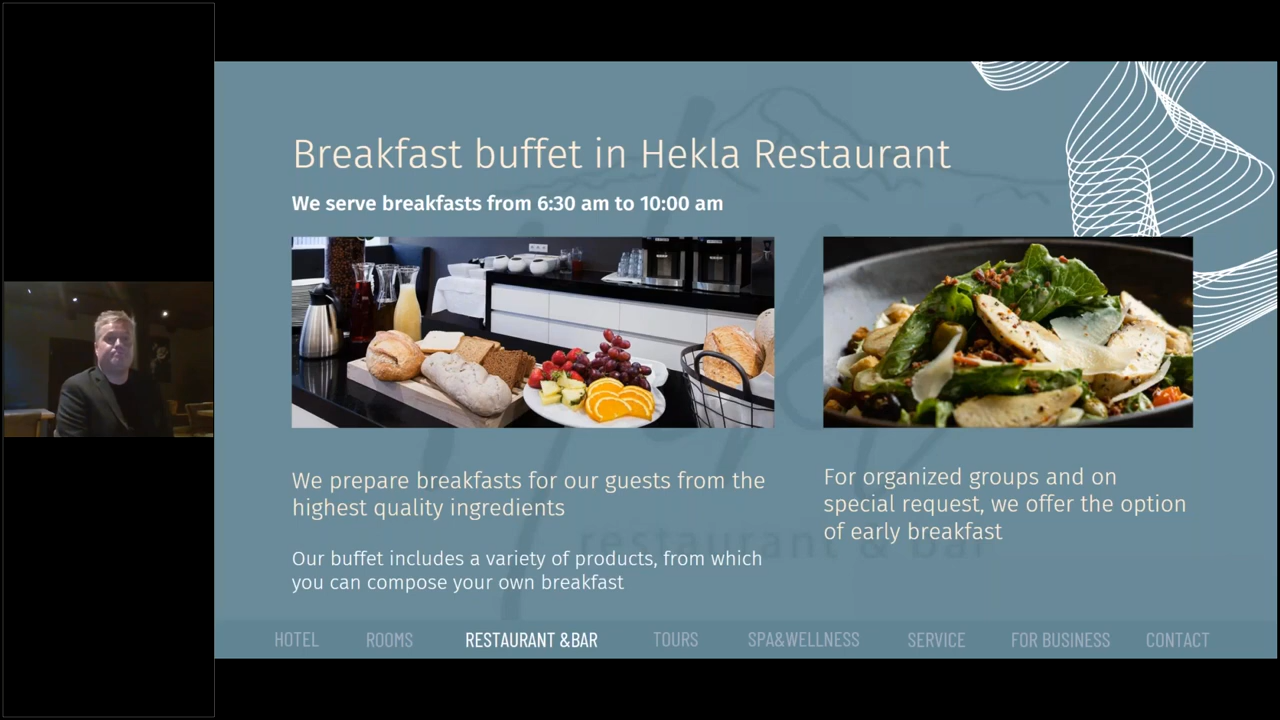 Breakfast buffet in Hekla Restaurant
We serve breakfasts from 6:30 am to 10:00 am
We prepare breakfasts for our guests from the
highest quality ingredients
Our buffet includes a variety of products, from which
you can compose your own breakfast
For organized groups and on
special request, we offer the option
of early breakfast
restaurant & bar
HOTEL ROOMS RESTAURANT &BAR TOURS SPA&WELLNESS SERVICE FOR BUSINESS CONTACT